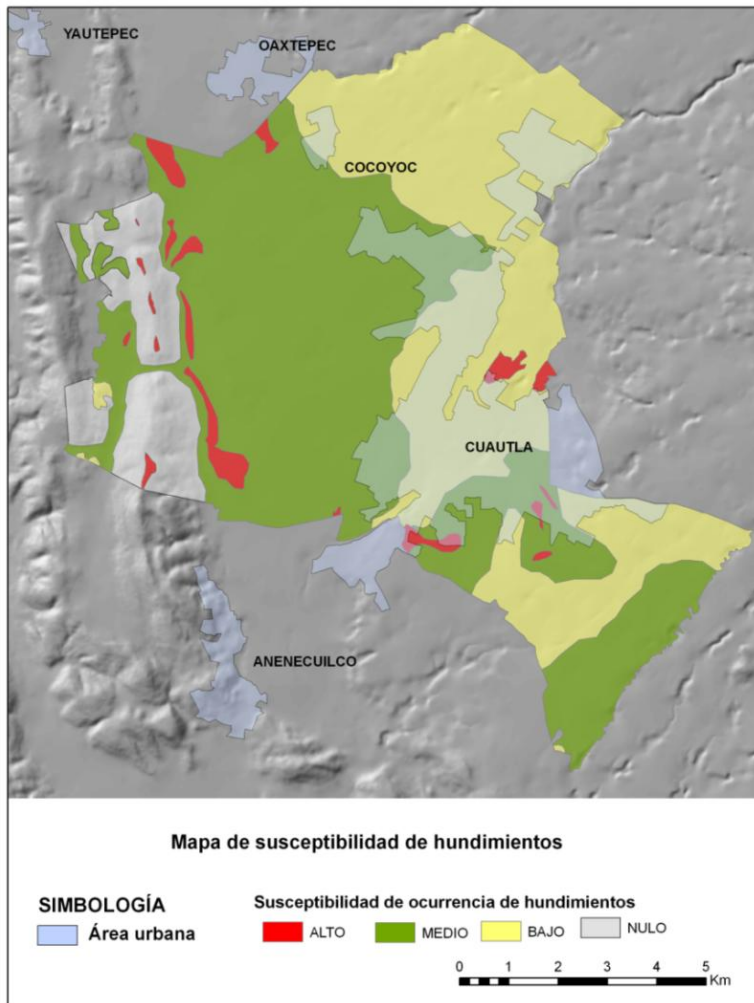 YAUTEPEC
OAXTEPEC
COCOYOC
CUAUTLA
ANENECUILCO
Mapa de susceptibilidad de hundimientos
SIMBOLOGÍA
Área urbana
Susceptibilidad de ocurrencia de hundimientos
ALTO MEDIO BAJO NULO
0 1 2 3 4 5
Km